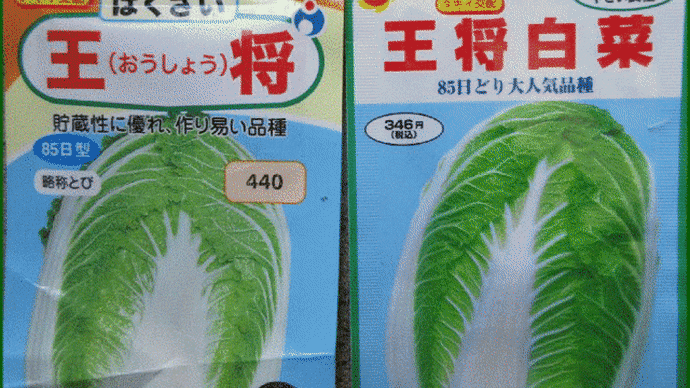 はくさい
王(おうしょう)将
貯蔵性に優れ、作り易い品種
85日型
略称とび
440
王将白菜
85日どり大人気品種
346円
(税込)